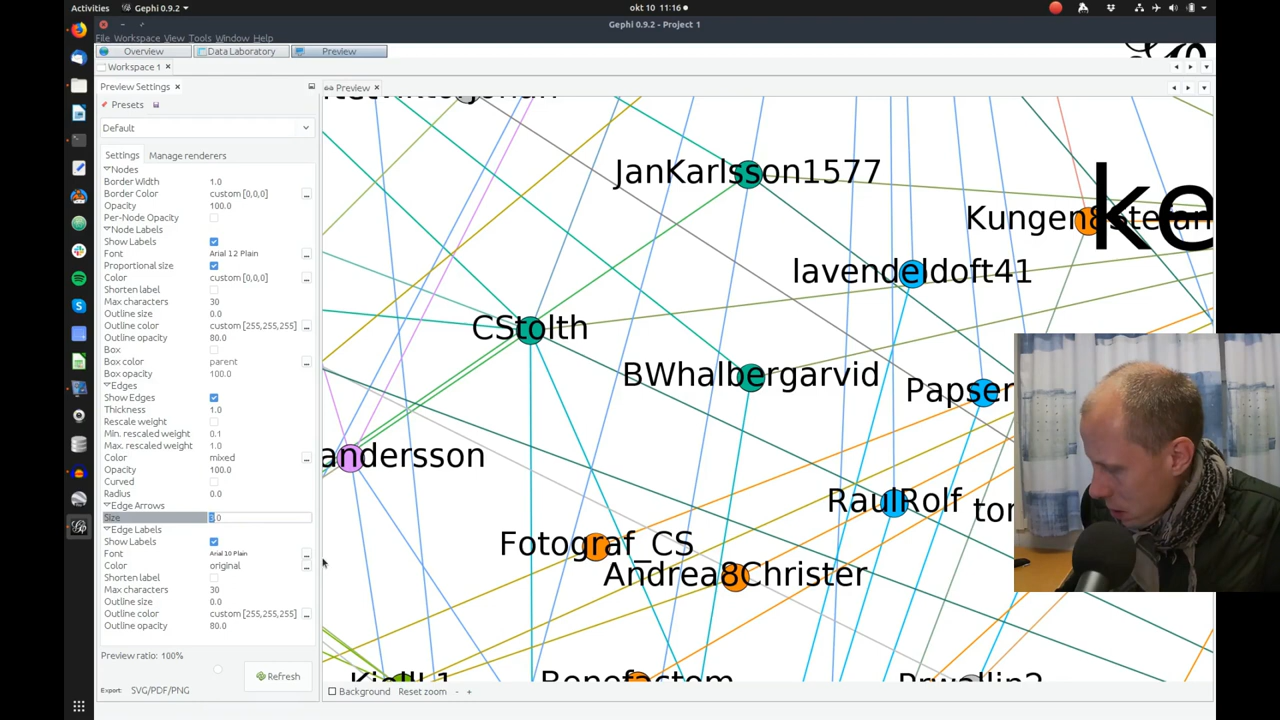 Activities Gephi 0.9.2 okt 10 11:16
Gephi 0.9.2 - Project 1
File Workspace View Tools Window Help
Overview Data Laboratory Preview
Workspace 1
Preview Settings Preview
Presets
Default
Settings Manage renderers
Nodes
Border Width 1.0
Border Color custom [0,0,0] ...
Opacity 100.0
Per-Node Opacity
Node Labels
Show Labels
Font Arial 12 Plain ...
Proportional size
Color custom [0,0,0] ...
Shorten label
Max characters 30
Outline size 0.0
Outline color custom [255,255,255] ...
Outline opacity 80.0
Box
Box color parent ...
Box opacity 100.0
Edges
Show Edges
Thickness 1.0
Rescale weight
Min. rescaled weight 0.1
Max. rescaled weight 1.0
Color mixed ...
Opacity 100.0
Curved
Radius 0.0
Edge Arrows
Size
Edge Labels
Show Labels
Font Arial 10 Plain ...
Color original ...
Shorten label
Max characters 30
Outline size 0.0
Outline color custom [255,255,255] ...
Outline opacity 80.0
Preview ratio: 100%
Refresh
Export: SVG/PDF/PNG
JanKarlsson1577
Kungen&Stefan
ke
lavendeldoft41
CStolth
BWhalbergarvid
Papser
andersson
RaulRolf
tor
Fotograf_CS
Andrea8Christer
Kjell 1
Benefastom
Prwallin2
Background Reset zoom - +